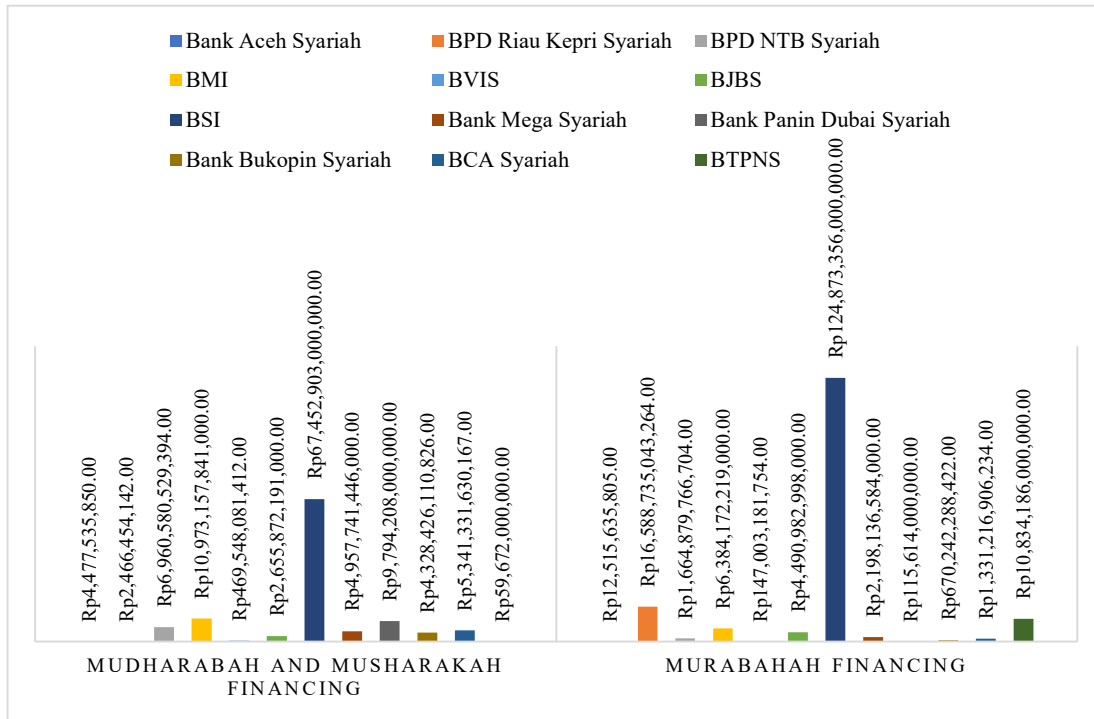 Bank Aceh Syariah
BPD Riau Kepri Syariah
BPD NTB Syariah
BMI
BVIS
BJBS
BSI
Bank Mega Syariah
Bank Panin Dubai Syariah
Bank Bukopin Syariah
BCA Syariah
BTPNS
Rp4,477,535,850.00
Rp2,466,454,142.00
Rp6,960,580,529,394.00
Rp10,973,157,841,000.00
Rp469,548,081,412.00
Rp2,655,872,191,000.00
Rp67,452,903,000,000.00
Rp4,957,741,446,000.00
Rp9,794,208,000,000.00
Rp4,328,426,110,826.00
Rp5,341,331,630,167.00
Rp59,672,000,000.00
Rp12,515,635,805.00
Rp16,588,735,043,264.00
Rp1,664,879,766,704.00
Rp6,384,172,219,000.00
Rp147,003,181,754.00
Rp4,490,982,998,000.00
Rp124,873,356,000,000.00
Rp2,198,136,584,000.00
Rp115,614,000,000.00
Rp670,242,288,422.00
Rp1,331,216,906,234.00
Rp10,834,186,000,000.00
MUDHARABAH AND MUSHARAKAH
FINANCING
MURABAHAH FINANCING